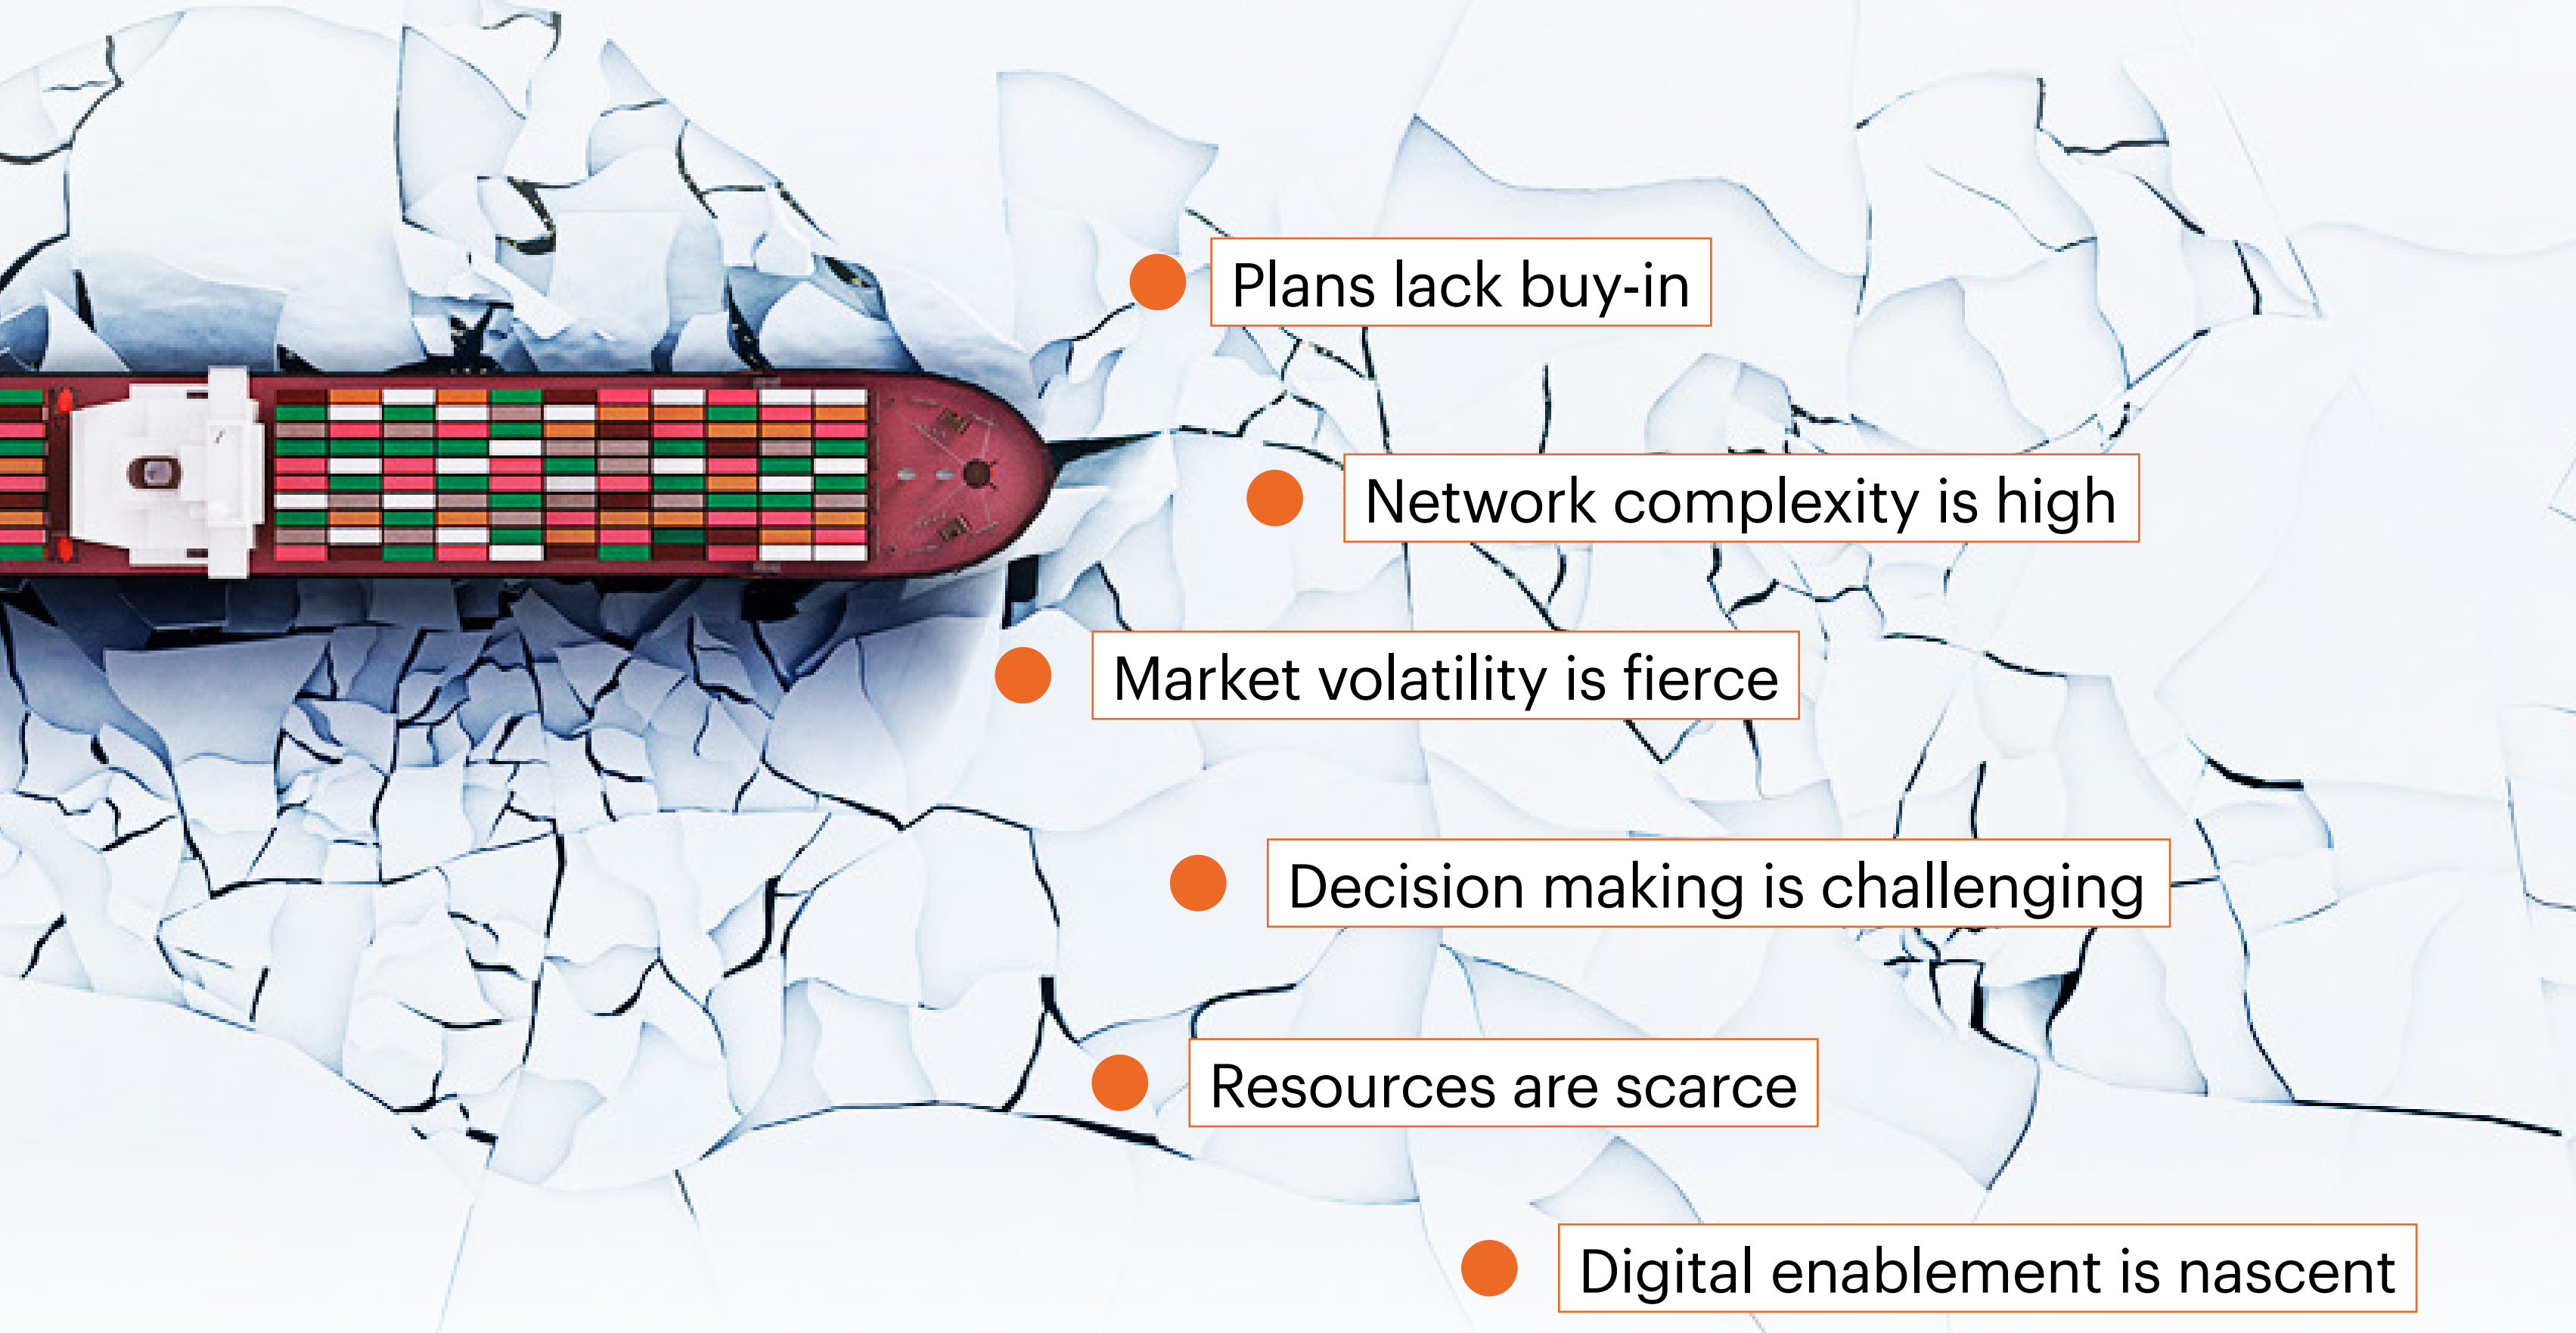 Plans lack buy-in
Network complexity is high
Market volatility is fierce
Decision making is challenging
Resources are scarce
Digital enablement is nascent